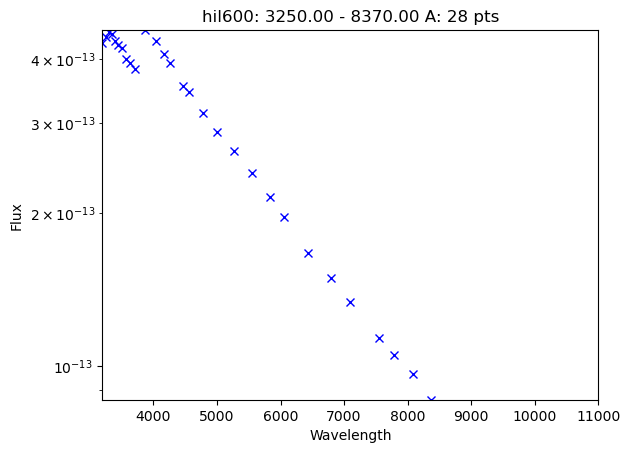 hil600: 3250.00 - 8370.00 A: 28 pts
4 × 10⁻¹³
3 × 10⁻¹³
2 × 10⁻¹³
10⁻¹³
Flux
4000 5000 6000 7000 8000 9000 10000 11000
Wavelength